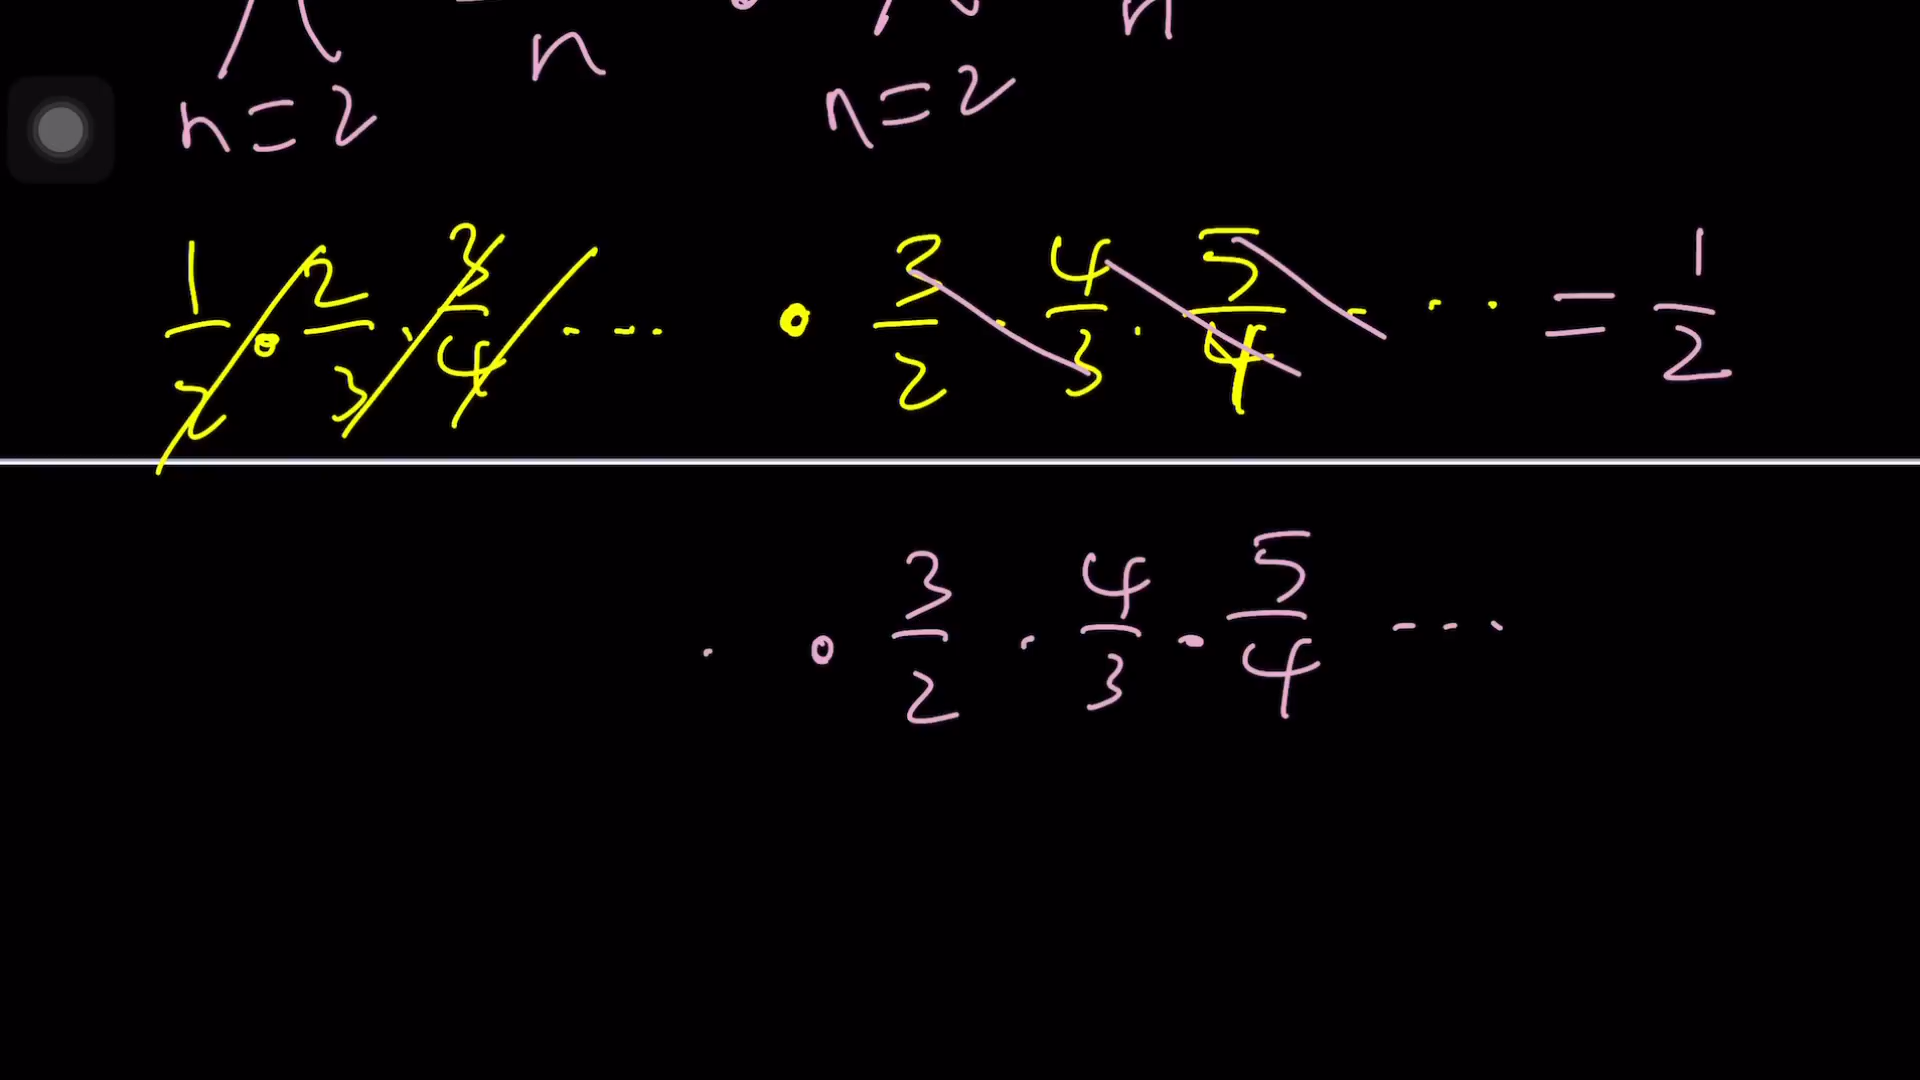 n n
n=2 n=2
1/2 · 2/3 · 3/4 ... · 3/2 · 4/3 · 5/4 · ... = 1/2
· · 3/2 · 4/3 · 5/4 ...